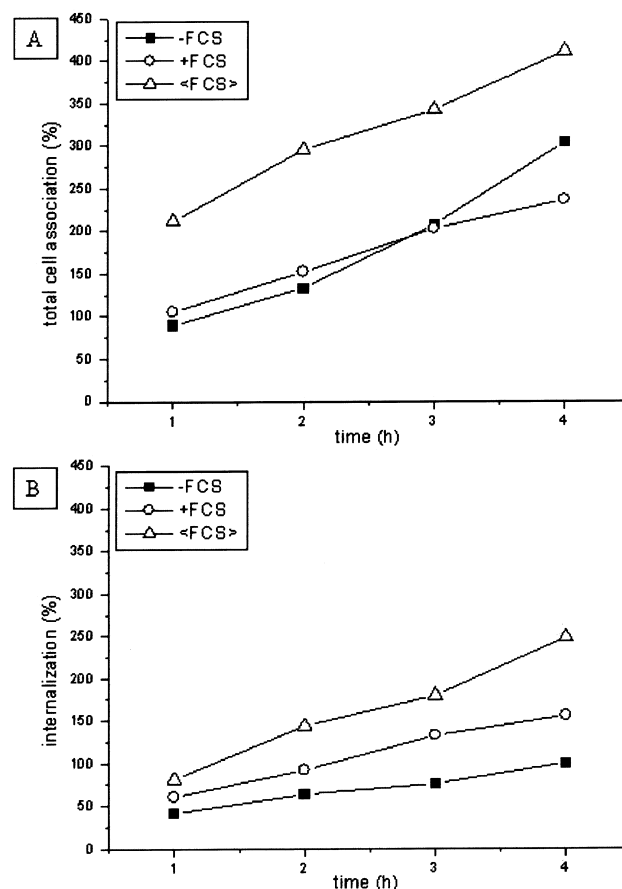 A
-FCS
+FCS
<FCS>
total cell association (%)
450
400
350
300
250
200
150
100
50
0
1 2 3 4
time (h)
B
-FCS
+FCS
<FCS>
internalization (%)
450
400
350
300
250
200
150
100
50
0
1 2 3 4
time (h)